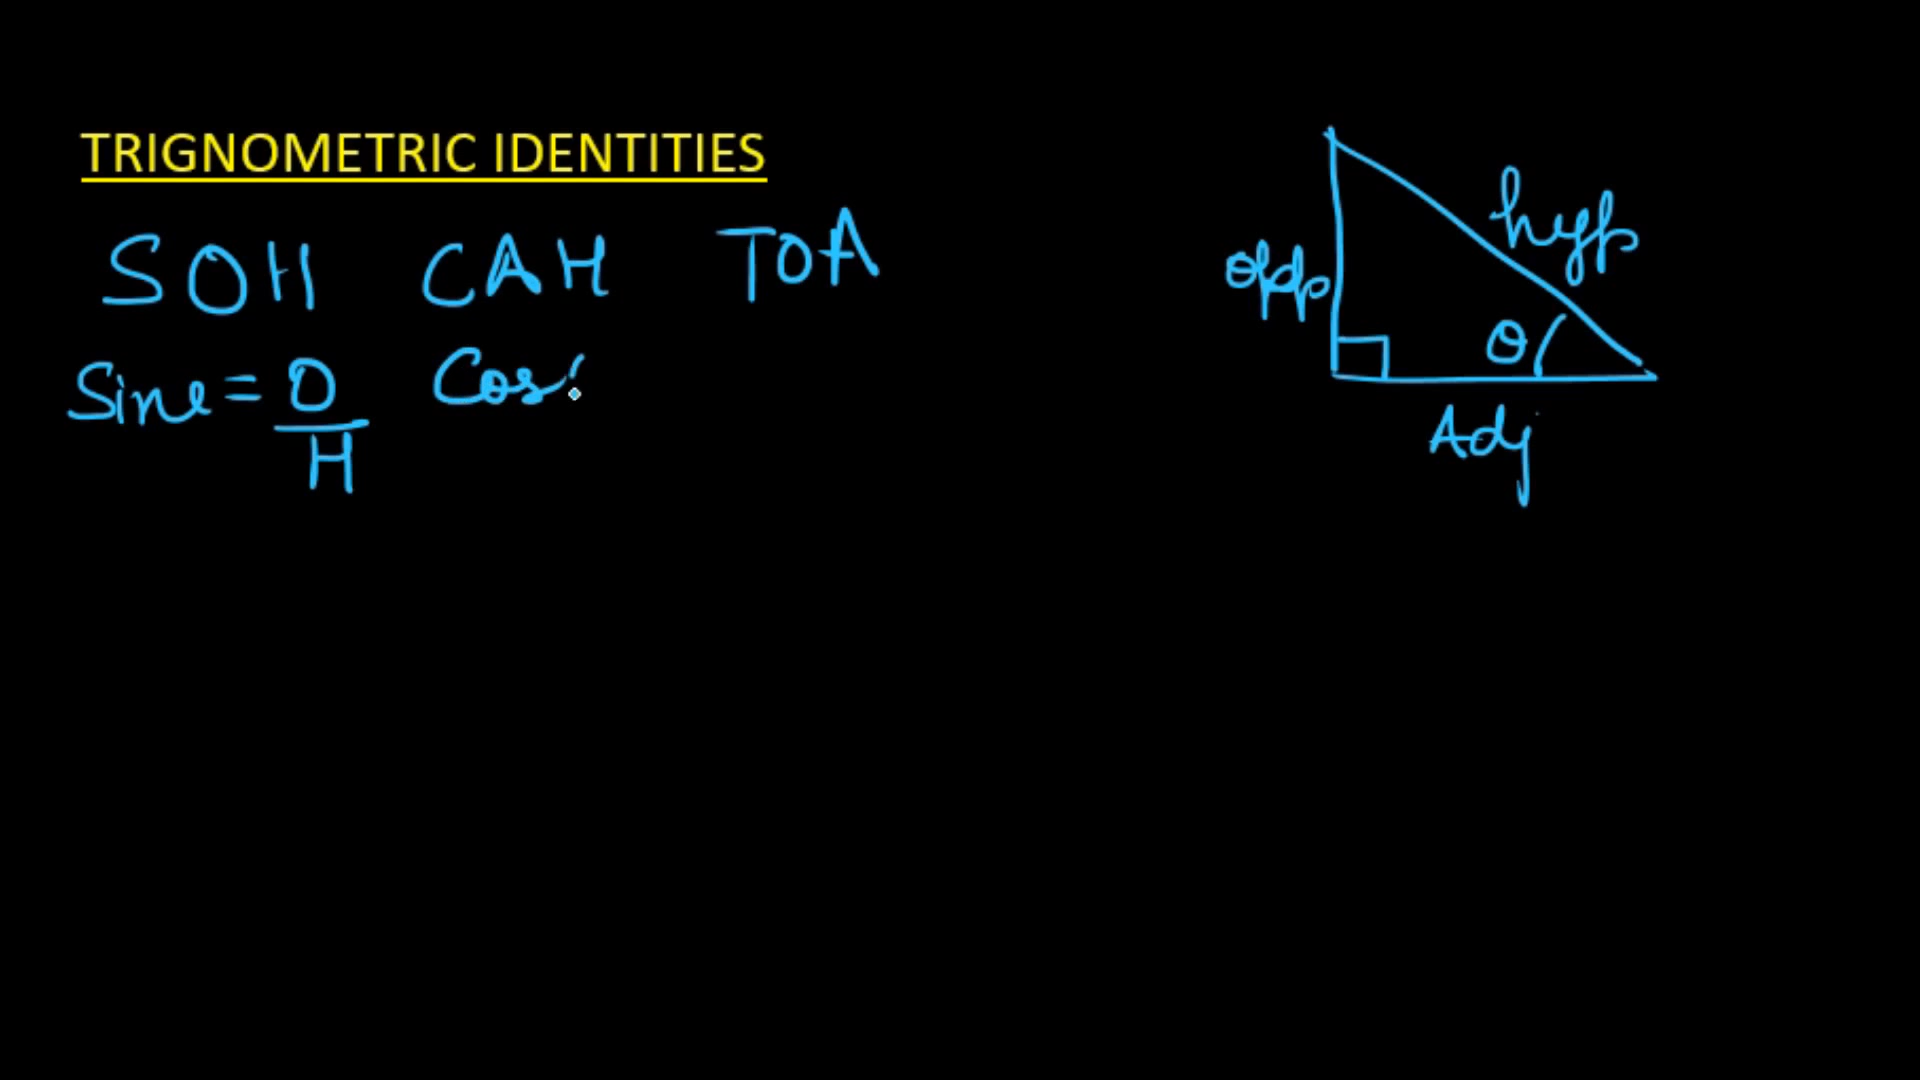 TRIGNOMETRIC IDENTITIES
SOH CAH TOA
Sine = O
H
Cos
opp
hyp
θ
Adj